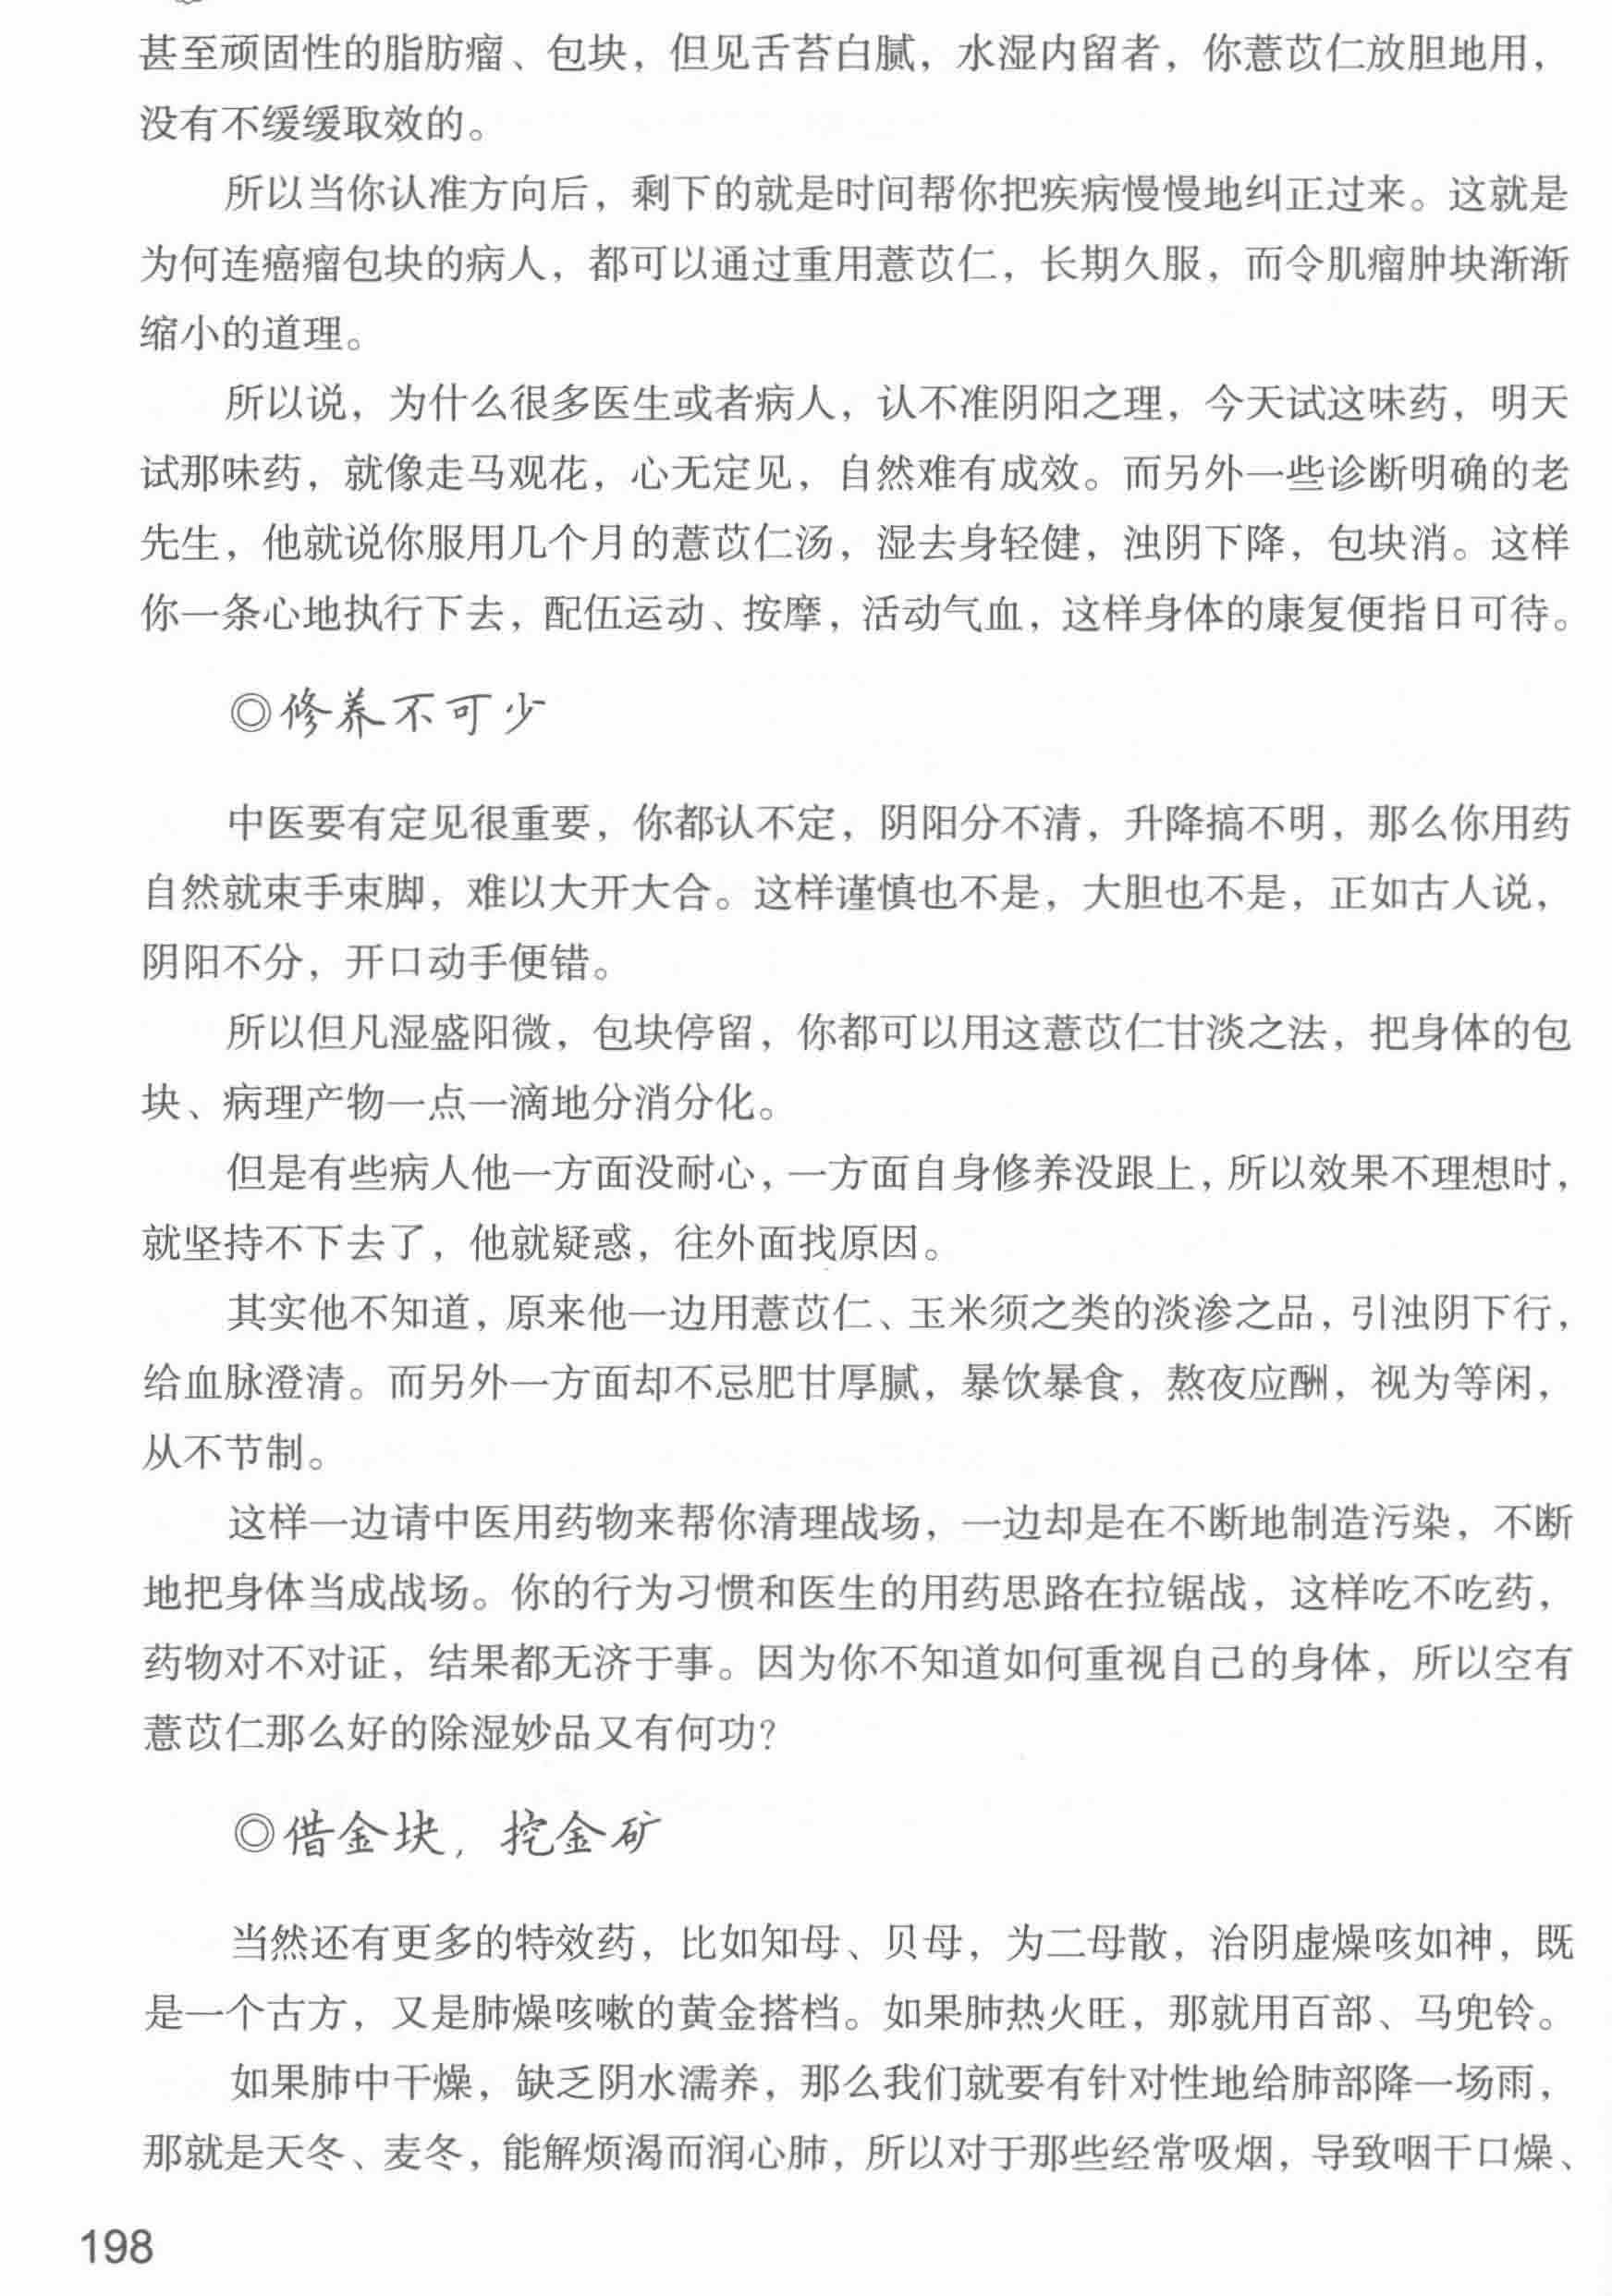 甚至顽固性的脂肪瘤、包块，但见舌苔白腻，水湿内留者，你薏苡仁放胆地用，
没有不缓缓取效的。
所以当你认准方向后，剩下的就是时间帮你把疾病慢慢地纠正过来。这就是
为何连癌瘤包块的病人，都可以通过重用薏苡仁，长期久服，而令肌瘤肿块渐渐
缩小的道理。
所以说，为什么很多医生或者病人，认不准阴阳之理，今天试这味药，明天
试那味药，就像走马观花，心无定见，自然难有成效。而另外一些诊断明确的老
先生，他就说你服用几个月的薏苡仁汤，湿去身轻健，浊阴下降，包块消。这样
你一条心地执行下去，配伍运动、按摩，活动气血，这样身体的康复便指日可待。
◎修养不可少
中医要有定见很重要，你都认不定，阴阳分不清，升降搞不明，那么你用药
自然就束手束脚，难以大开大合。这样谨慎也不是，大胆也不是，正如古人说，
阴阳不分，开口动手便错。
所以但凡湿盛阳微，包块停留，你都可以用这薏苡仁甘淡之法，把身体的包
块、病理产物一点一滴地分消分化。
但是有些病人他一方面没耐心，一方面自身修养没跟上，所以效果不理想时，
就坚持不下去了，他就疑惑，往外面找原因。
其实他不知道，原来他一边用薏苡仁、玉米须之类的淡渗之品，引浊阴下行，
给血脉澄清。而另外一方面却不忌肥甘厚腻，暴饮暴食，熬夜应酬，视为等闲，
从不节制。
这样一边请中医用药物来帮你清理战场，一边却是在不断地制造污染，不断
地把身体当成战场。你的行为习惯和医生的用药思路在拉锯战，这样吃不吃药，
药物对不对证，结果都无济于事。因为你不知道如何重视自己的身体，所以空有
薏苡仁那么好的除湿妙品又有何功？
◎借金块，挖金矿
当然还有更多的特效药，比如知母、贝母，为二母散，治阴虚燥咳如神，既
是一个古方，又是肺燥咳嗽的黄金搭档。如果肺热火旺，那就用百部、马兜铃。
如果肺中干燥，缺乏阴水濡养，那么我们就要有针对性地给肺部降一场雨，
那就是天冬、麦冬，能解烦渴而润心肺，所以对于那些经常吸烟，导致咽干口燥、
198